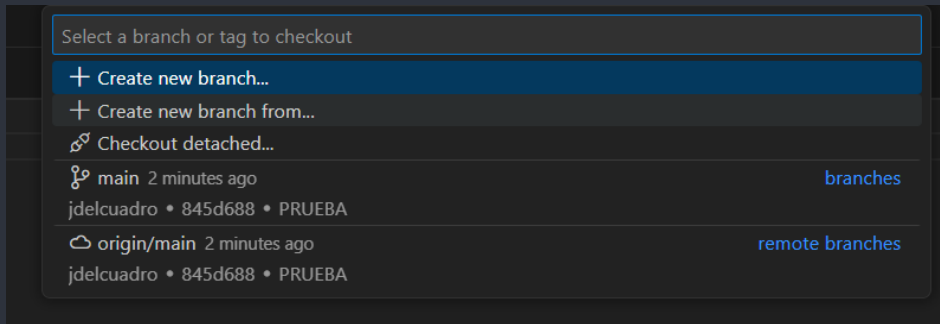 Select a branch or tag to checkout
Create new branch...
Create new branch from...
Checkout detached...
main 2 minutes ago branches
jdelcuadro • 845d688 • PRUEBA
origin/main 2 minutes ago remote branches
jdelcuadro • 845d688 • PRUEBA